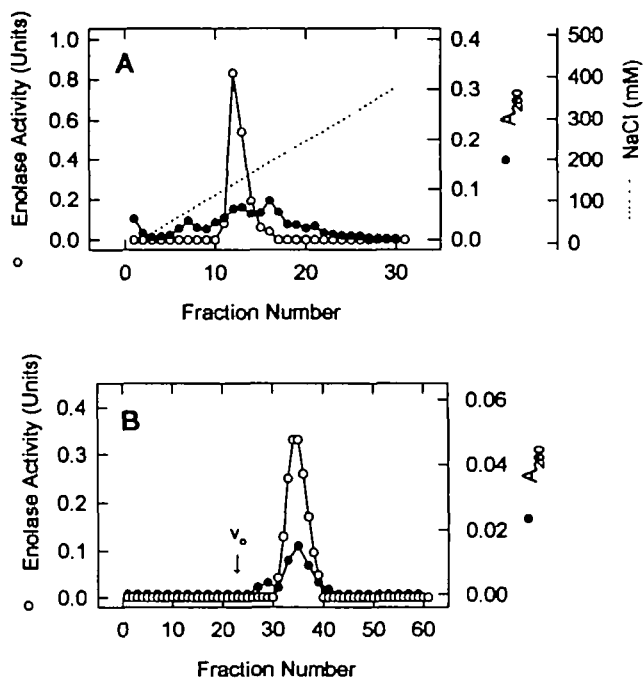 A
1.0
0.8
0.6
0.4
0.2
0.0
○ Enolase Activity (Units)
0.4
0.3
0.2
0.1
0.0
● A280
500
400
300
200
100
0
NaCl (mM)
0 10 20 30
Fraction Number
B
0.4
0.3
0.2
0.1
0.0
○ Enolase Activity (Units)
Vo
0.06
0.04
0.02
0.00
● A280
0 10 20 30 40 50 60
Fraction Number